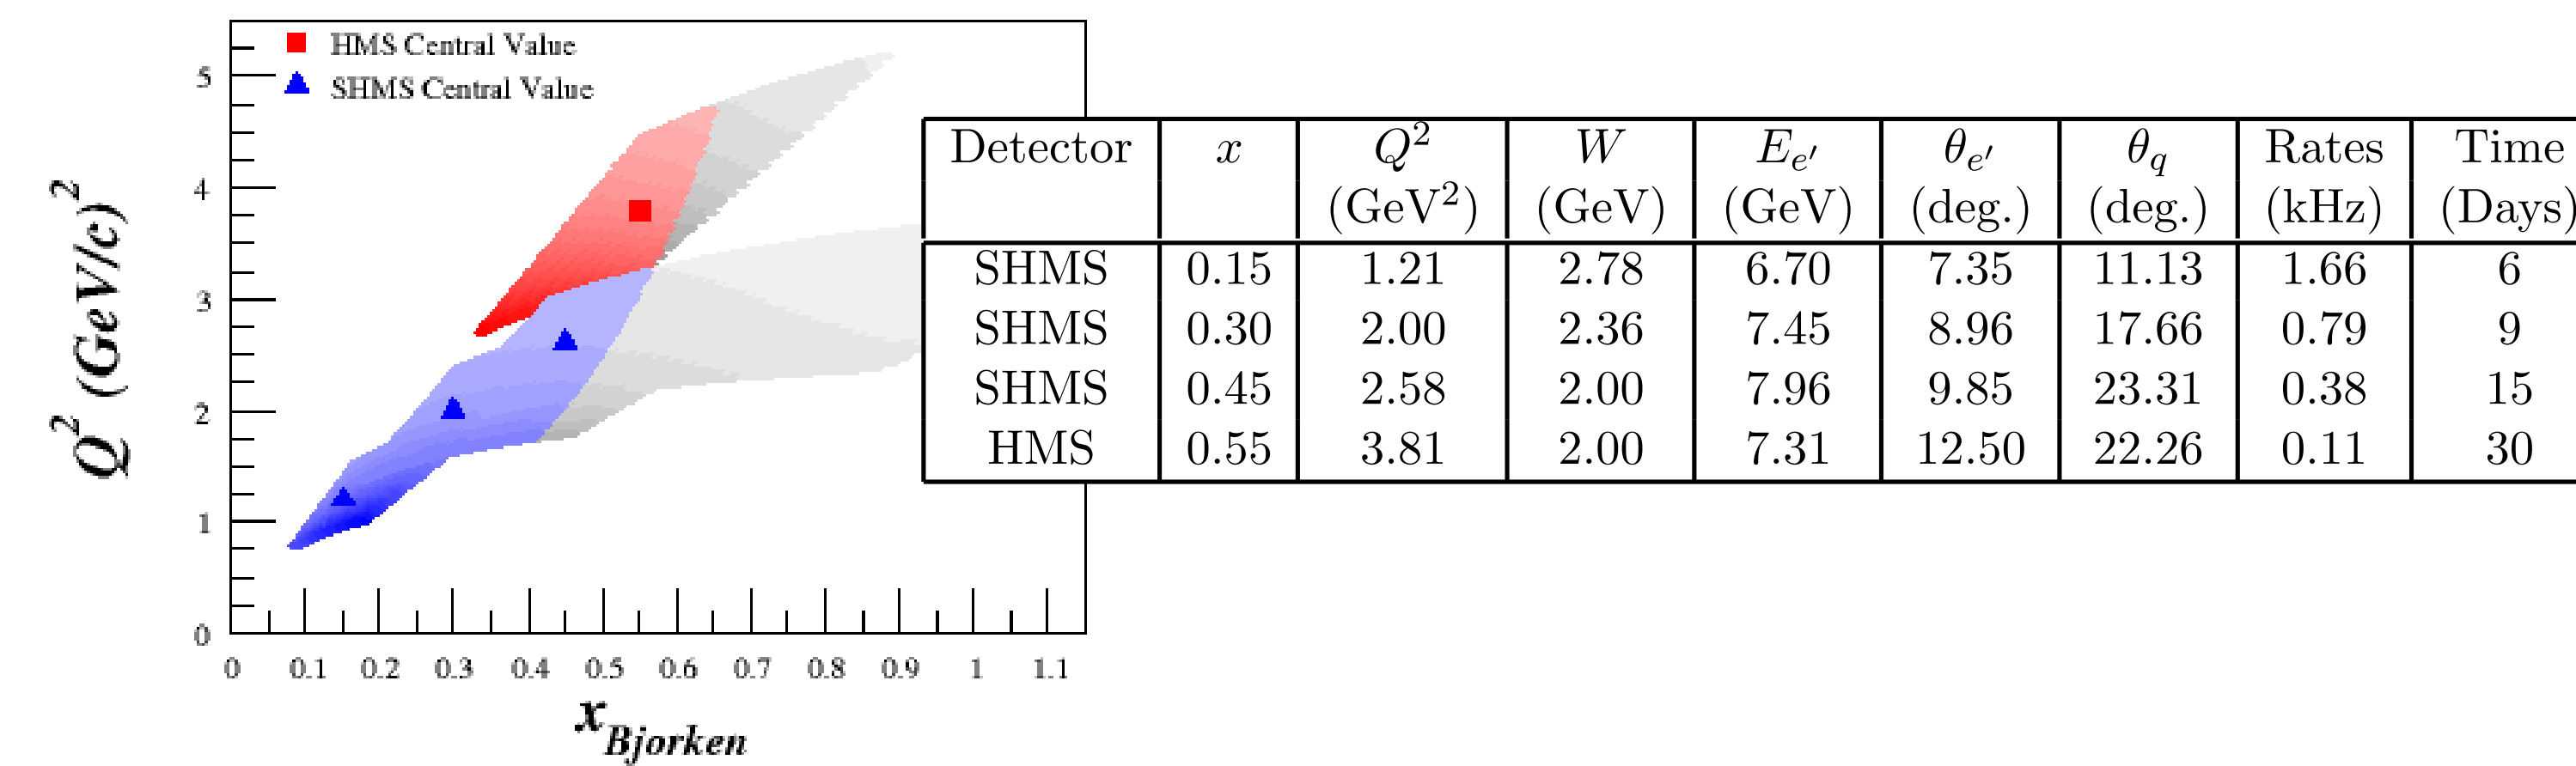 HMS Central Value
SHMS Central Value
Q² (GeV/c)²
5
4
3
2
1
0
0 0.1 0.2 0.3 0.4 0.5 0.6 0.7 0.8 0.9 1 1.1
x_Bjorken
Detector x Q² W E_e′ θ_e′ θ_q Rates Time
(GeV²) (GeV) (GeV) (deg.) (deg.) (kHz) (Days)
SHMS 0.15 1.21 2.78 6.70 7.35 11.13 1.66 6
SHMS 0.30 2.00 2.36 7.45 8.96 17.66 0.79 9
SHMS 0.45 2.58 2.00 7.96 9.85 23.31 0.38 15
HMS 0.55 3.81 2.00 7.31 12.50 22.26 0.11 30